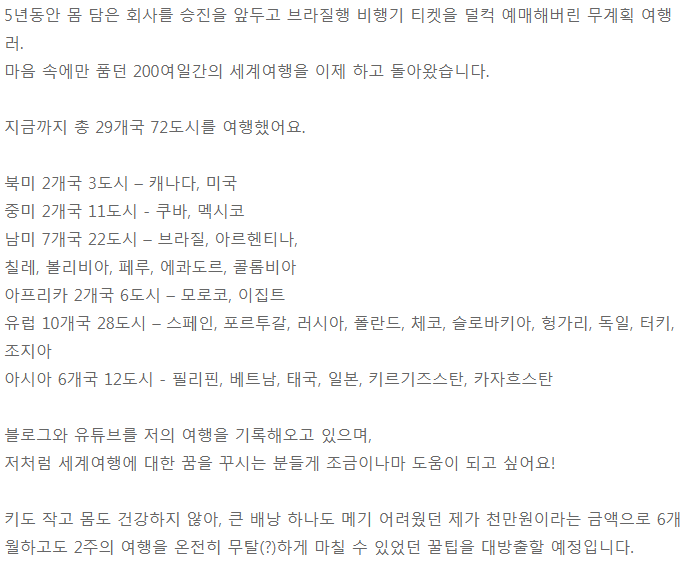 5년동안 몸 담은 회사를 승진을 앞두고 브라질행 비행기 티켓을 덜컥 예매해버린 무계획 여행
러.
마음 속에만 품던 200여일간의 세계여행을 이제 하고 돌아왔습니다.
지금까지 총 29개국 72도시를 여행했어요.
북미 2개국 3도시 – 캐나다, 미국
중미 2개국 11도시 - 쿠바, 멕시코
남미 7개국 22도시 – 브라질, 아르헨티나,
칠레, 볼리비아, 페루, 에콰도르, 콜롬비아
아프리카 2개국 6도시 – 모로코, 이집트
유럽 10개국 28도시 – 스페인, 포르투갈, 러시아, 폴란드, 체코, 슬로바키아, 헝가리, 독일, 터키,
조지아
아시아 6개국 12도시 - 필리핀, 베트남, 태국, 일본, 키르기즈스탄, 카자흐스탄
블로그와 유튜브를 저의 여행을 기록해오고 있으며,
저처럼 세계여행에 대한 꿈을 꾸시는 분들게 조금이나마 도움이 되고 싶어요!
키도 작고 몸도 건강하지 않아, 큰 배낭 하나도 메기 어려웠던 제가 천만원이라는 금액으로 6개
월하고도 2주의 여행을 온전히 무탈(?)하게 마칠 수 있었던 꿀팁을 대방출할 예정입니다.